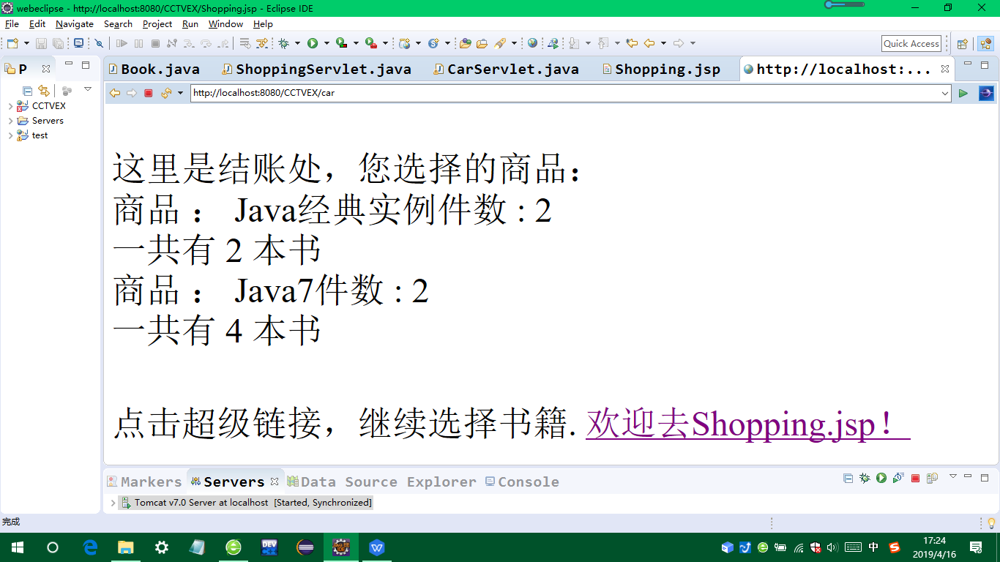 webeclipse - http://localhost:8080/CCTVEX/Shopping.jsp - Eclipse IDE
File Edit Navigate Search Project Run Window Help
Quick Access
P
Book.java ShoppingServlet.java CarServlet.java Shopping.jsp http://localhost:...
http://localhost:8080/CCTVEX/car
CCTVEX
Servers
test
这里是结账处，您选择的商品：
商品 ： Java经典实例件数 : 2
一共有 2 本书
商品 ： Java7件数 : 2
一共有 4 本书
点击超级链接，继续选择书籍. 欢迎去Shopping.jsp！
Markers Servers Data Source Explorer Console
Tomcat v7.0 Server at localhost [Started, Synchronized]
完成
DEV
中
17:24
2019/4/16